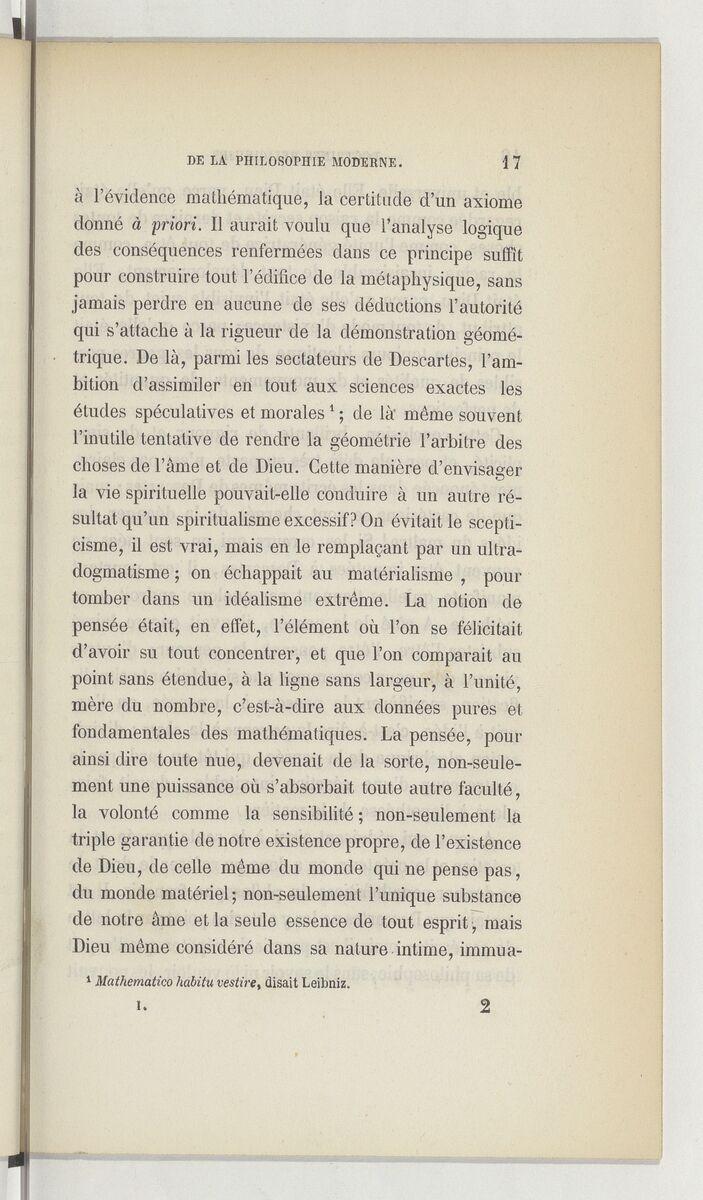 DE LA PHILOSOPHIE MODERNE. 17
à l'évidence mathématique, la certitude d'un axiome
donné à priori. Il aurait voulu que l'analyse logique
des conséquences renfermées dans ce principe suffît
pour construire tout l'édifice de la métaphysique, sans
jamais perdre en aucune de ses déductions l'autorité
qui s'attache à la rigueur de la démonstration géomé-
trique. De là, parmi les sectateurs de Descartes, l'am-
bition d'assimiler en tout aux sciences exactes les
études spéculatives et morales ¹ ; de là même souvent
l'inutile tentative de rendre la géométrie l'arbitre des
choses de l'âme et de Dieu. Cette manière d'envisager
la vie spirituelle pouvait-elle conduire à un autre ré-
sultat qu'un spiritualisme excessif? On évitait le scepti-
cisme, il est vrai, mais en le remplaçant par un ultra-
dogmatisme ; on échappait au matérialisme , pour
tomber dans un idéalisme extrême. La notion de
pensée était, en effet, l'élément où l'on se félicitait
d'avoir su tout concentrer, et que l'on comparait au
point sans étendue, à la ligne sans largeur, à l'unité,
mère du nombre, c'est-à-dire aux données pures et
fondamentales des mathématiques. La pensée, pour
ainsi dire toute nue, devenait de la sorte, non-seule-
ment une puissance où s'absorbait toute autre faculté,
la volonté comme la sensibilité ; non-seulement la
triple garantie de notre existence propre, de l'existence
de Dieu, de celle même du monde qui ne pense pas,
du monde matériel ; non-seulement l'unique substance
de notre âme et la seule essence de tout esprit, mais
Dieu même considéré dans sa nature intime, immua-
¹ Mathematico habitu vestire, disait Leibniz.
I. 2